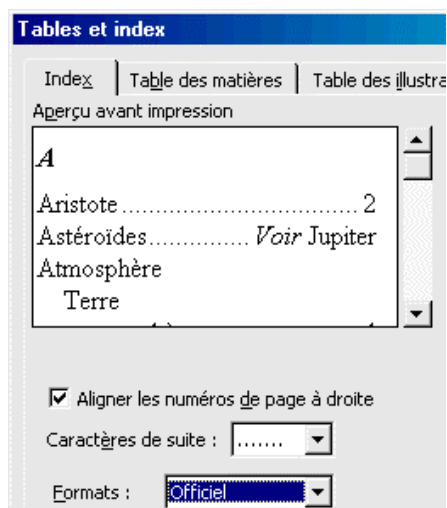 Tables et index
Index Table des matières Table des illustra
Aperçu avant impression
A
Aristote ................................... 2
Astéroïdes............... Voir Jupiter
Atmosphère
Terre
Aligner les numéros de page à droite
Caractères de suite : .......
Formats : Officiel